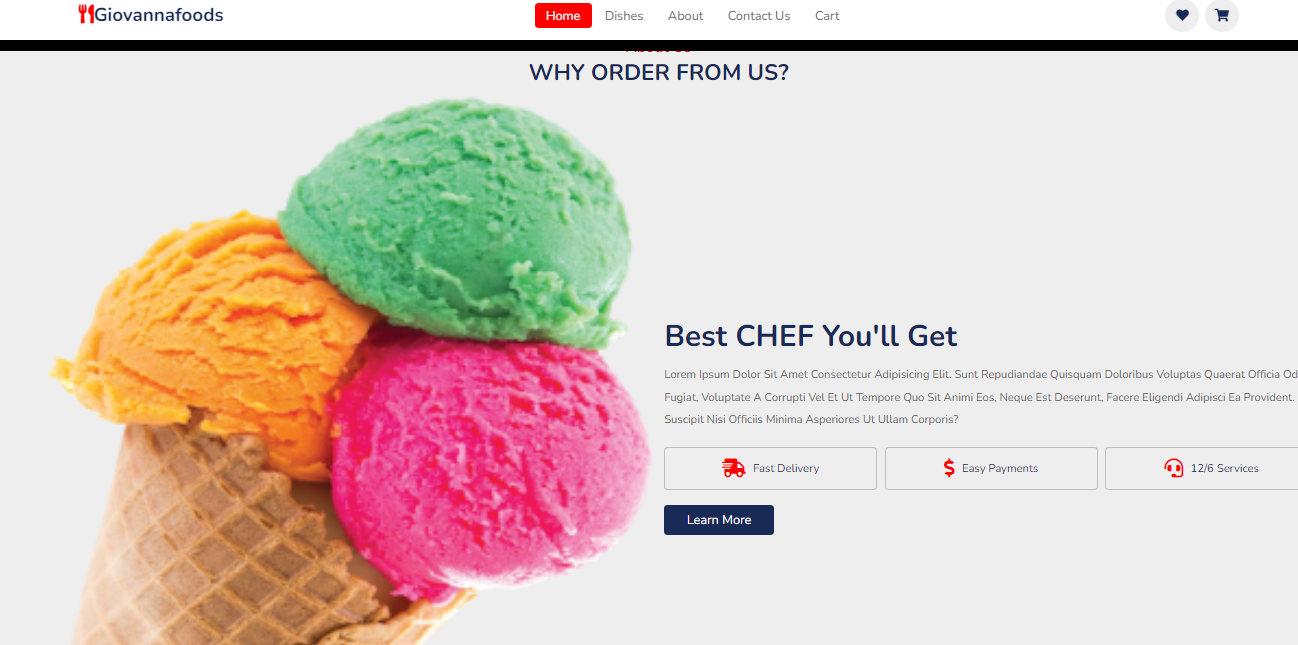 Giovannafoods
Home Dishes About Contact Us Cart
WHY ORDER FROM US?
Best CHEF You'll Get
Lorem Ipsum Dolor Sit Amet Consectetur Adipisicing Elit. Sunt Repudiandae Quisquam Doloribus Voluptas Quaerat Officia Od
Fugiat, Voluptate A Corrupti Vel Et Ut Tempore Quo Sit Animi Eos, Neque Est Deserunt, Facere Eligendi Adipisci Ea Provident.
Suscipit Nisi Officiis Minima Asperiores Ut Ullam Corporis?
Fast Delivery Easy Payments 12/6 Services
Learn More